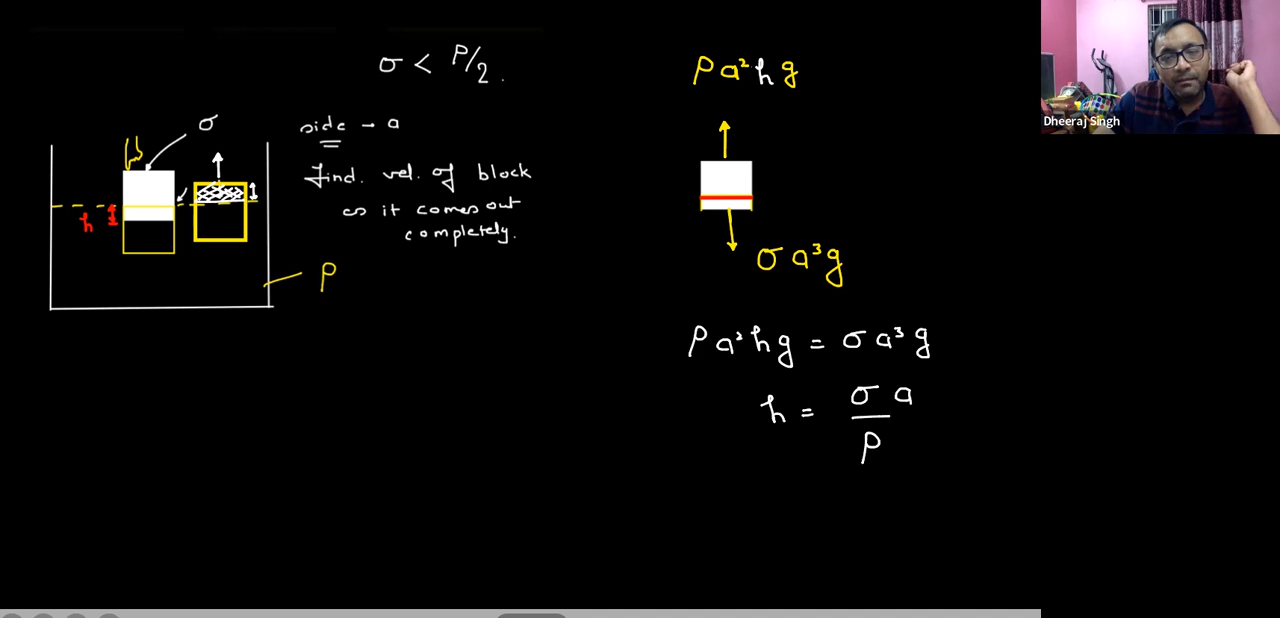 σ < ρ/2 .
σ
side - a
find. vel. of block
as it comes out
completely.
h
ρ
ρa²hg
σa³g
ρa²hg = σa³g
h = σa/ρ
Dheeraj Singh